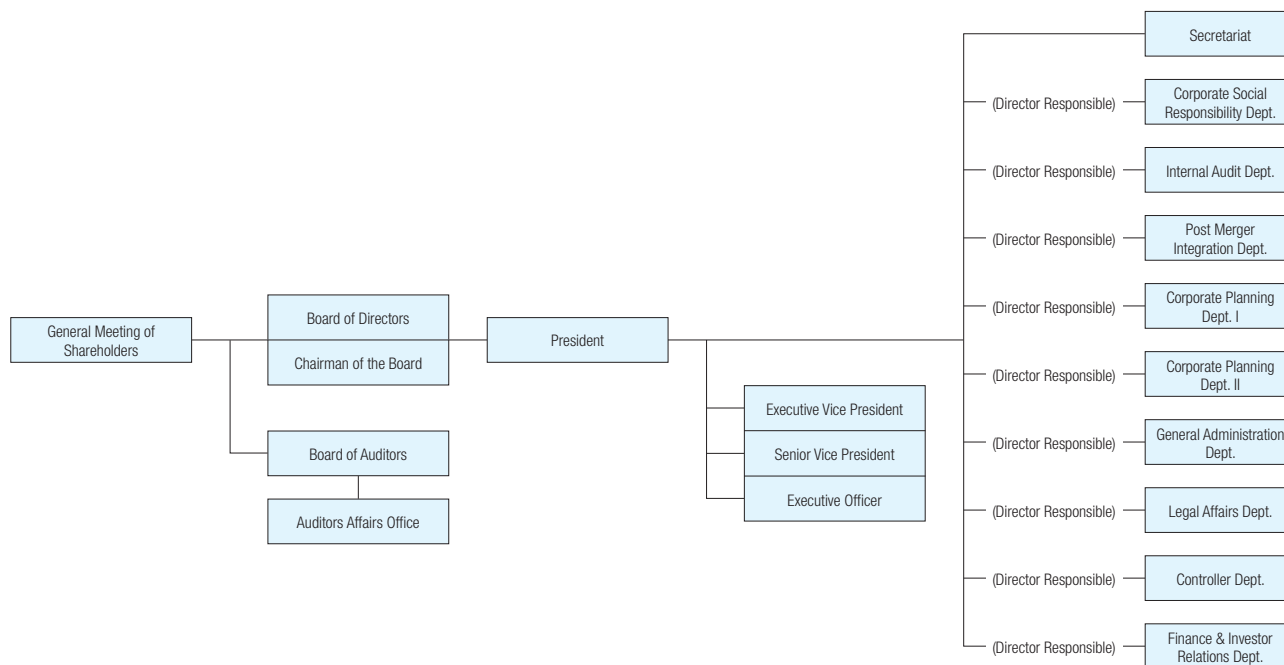 General Meeting of
Shareholders
Board of Directors
Chairman of the Board
Board of Auditors
Auditors Affairs Office
President
Executive Vice President
Senior Vice President
Executive Officer
Secretariat
(Director Responsible)
Corporate Social
Responsibility Dept.
(Director Responsible)
Internal Audit Dept.
(Director Responsible)
Post Merger
Integration Dept.
(Director Responsible)
Corporate Planning
Dept. I
(Director Responsible)
Corporate Planning
Dept. II
(Director Responsible)
General Administration
Dept.
(Director Responsible)
Legal Affairs Dept.
(Director Responsible)
Controller Dept.
(Director Responsible)
Finance & Investor
Relations Dept.